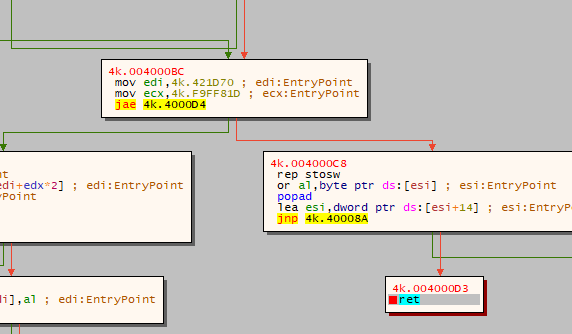 4k.004000BC
mov edi,4k.421D70 ; edi:EntryPoint
mov ecx,4k.F9FF81D ; ecx:EntryPoint
jae 4k.4000D4
nt
edi+edx*2] ; edi:EntryPoint
yPoint
4k.004000C8
rep stosw
or al,byte ptr ds:[esi] ; esi:EntryPoint
popad
lea esi,dword ptr ds:[esi+14] ; esi:EntryPo
jnp 4k.40008A
di],al ; edi:EntryPoint
4k.004000D3
ret